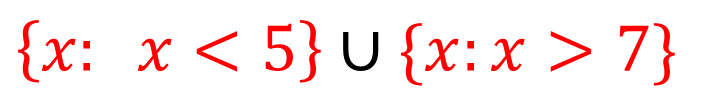 {x: x < 5} ∪ {x: x > 7}